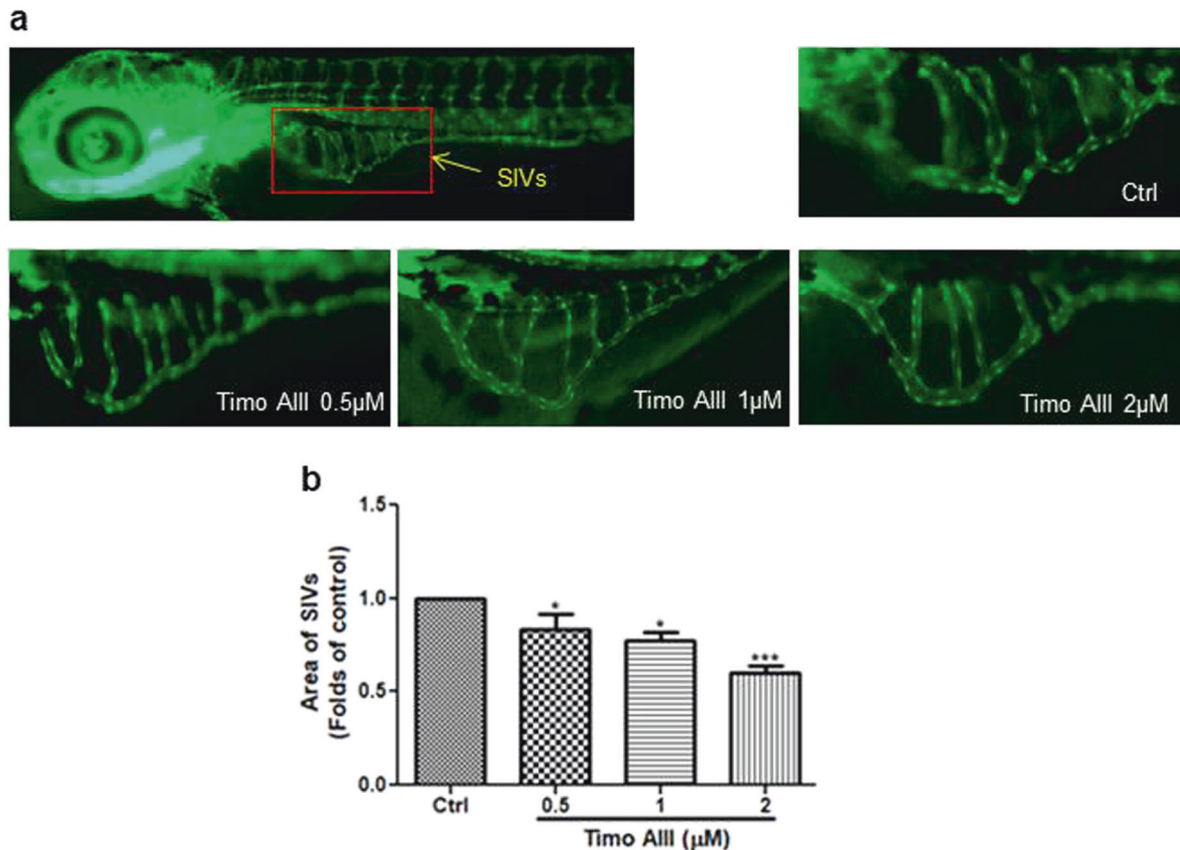 a
SIVs
Ctrl
Timo AIII 0.5μM
Timo AIII 1μM
Timo AIII 2μM
b
Area of SIVs
(Folds of control)
1.5
1.0
0.5
0.0
*
*
***
Ctrl
0.5
1
2
Timo AIII (μM)